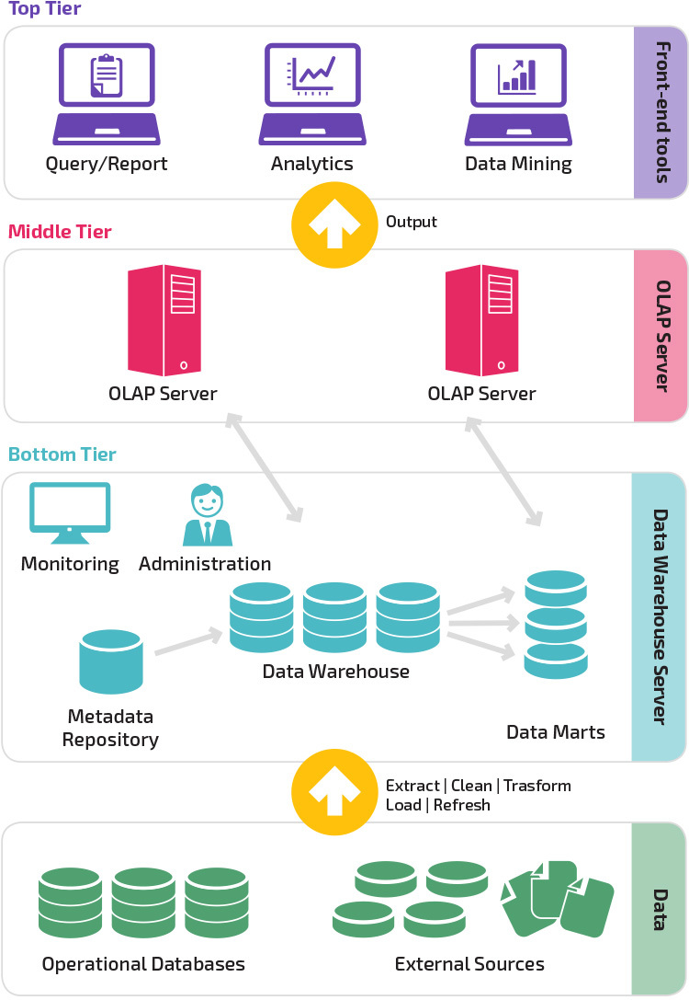 Top Tier
Query/Report
Analytics
Data Mining
Front-end tools
Output
Middle Tier
OLAP Server
OLAP Server
OLAP Server
Bottom Tier
Monitoring
Administration
Data Warehouse
Metadata
Repository
Data Marts
Data Warehouse Server
Extract | Clean | Trasform
Load | Refresh
Operational Databases
External Sources
Data